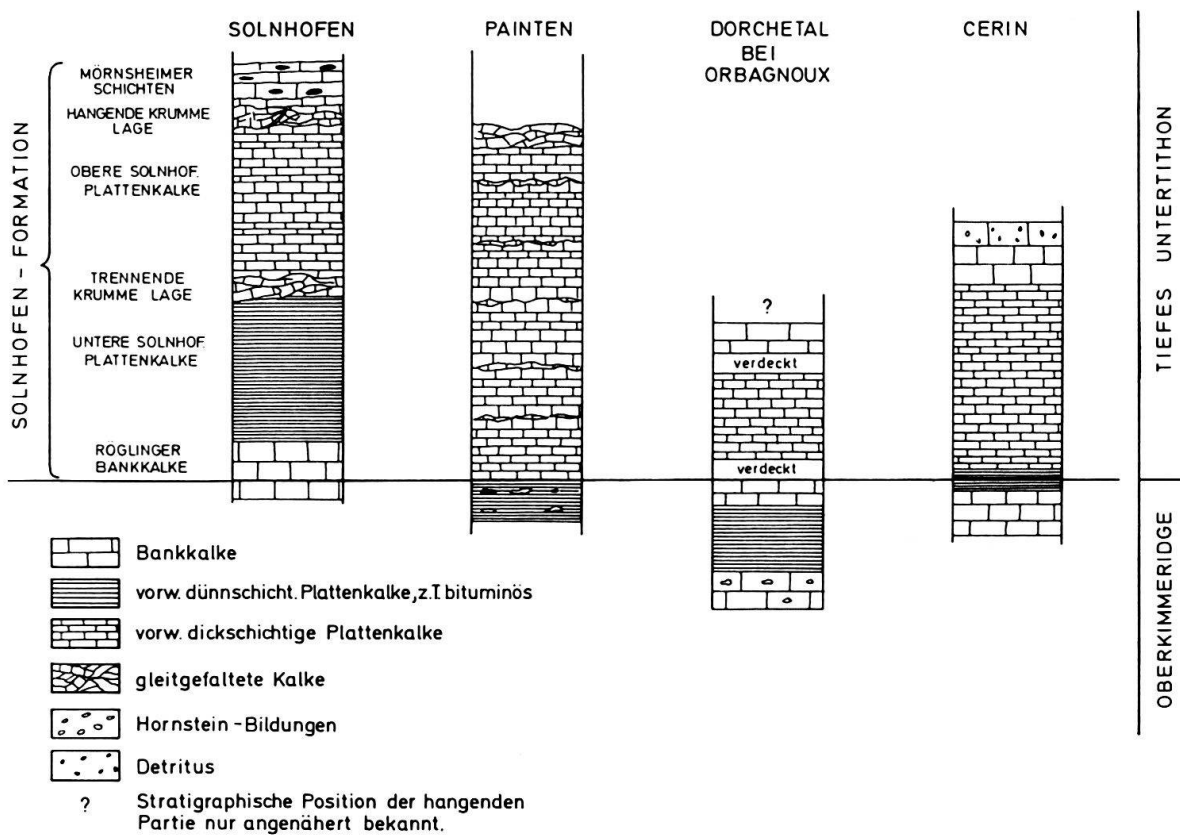 SOLNHOFEN
PAINTEN
DORCHETAL
BEI
ORBAGNOUX
CERIN
SOLNHOFEN - FORMATION
MÖRNSHEIMER
SCHICHTEN
HANGENDE KRUMME
LAGE
OBERE SOLNHOF.
PLATTENKALKE
TRENNENDE
KRUMME LAGE
UNTERE SOLNHOF.
PLATTENKALKE
RÖGLINGER
BANKKALKE
?
verdeckt
verdeckt
TIEFES UNTERTITHON
OBERKIMMERIDGE
Bankkalke
vorw. dünnschicht. Plattenkalke, z.T. bituminös
vorw. dickschichtige Plattenkalke
gleitgefaltete Kalke
Hornstein - Bildungen
Detritus
? Stratigraphische Position der hangenden
Partie nur angenähert bekannt.